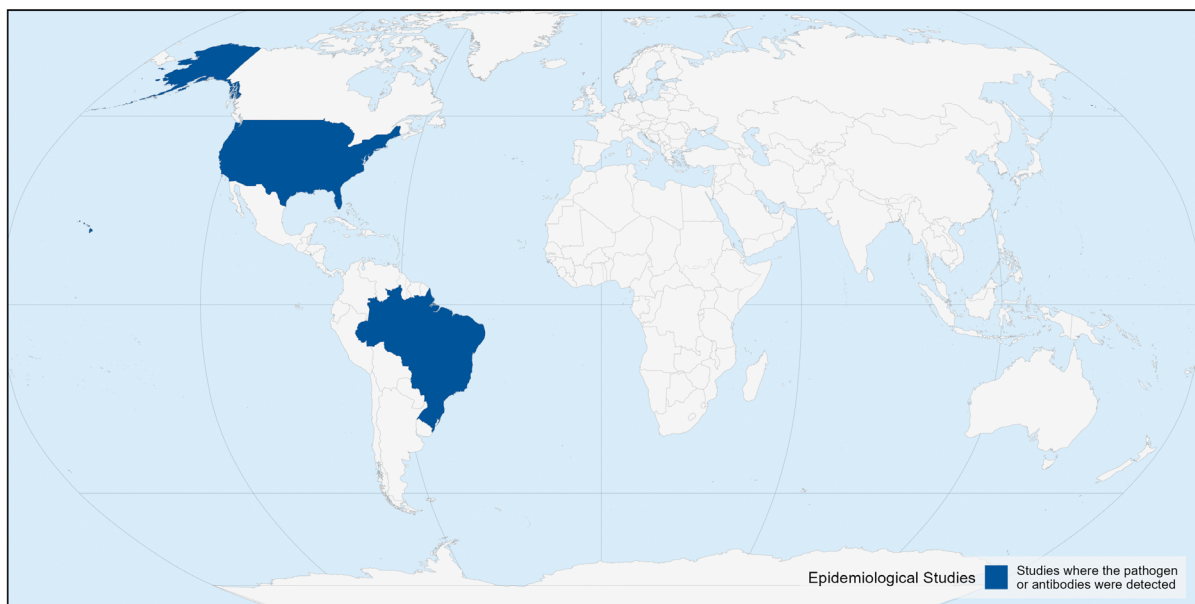 Epidemiological Studies
Studies where the pathogen
or antibodies were detected